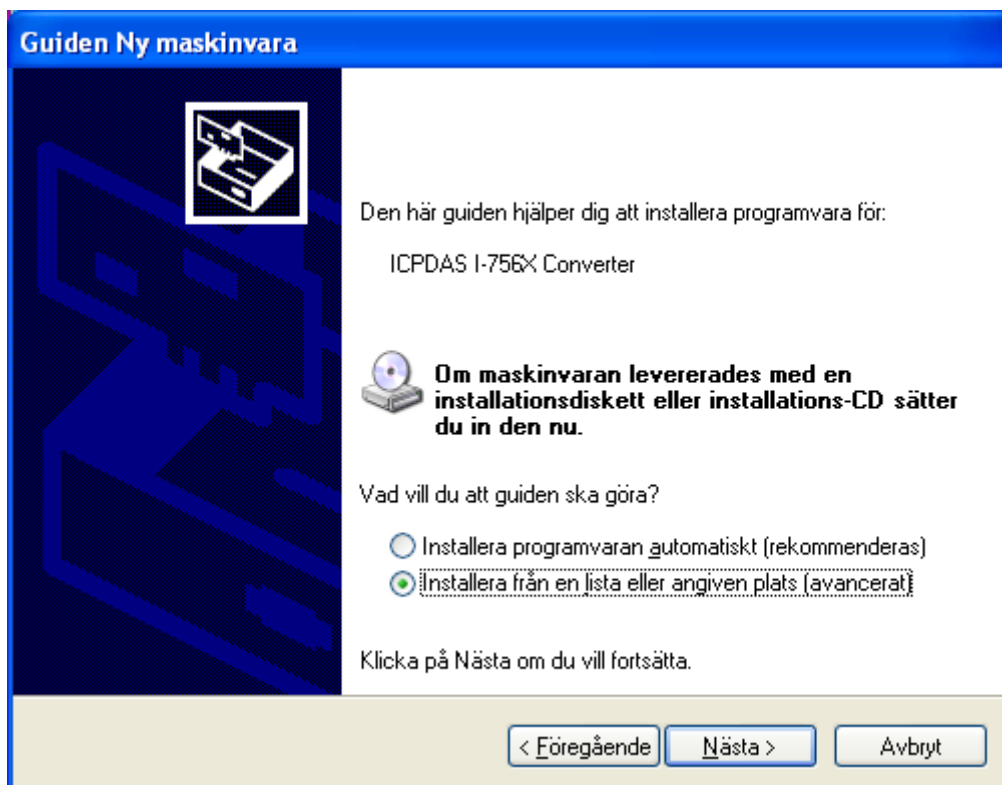 Guiden Ny maskinvara
Den här guiden hjälper dig att installera programvara för:
ICPDAS I-756X Converter
Om maskinvaran levererades med en
installationsdiskett eller installations-CD sätter
du in den nu.
Vad vill du att guiden ska göra?
Installera programvaran automatiskt (rekommenderas)
Installera från en lista eller angiven plats (avancerat)
Klicka på Nästa om du vill fortsätta.
< Föregående Nästa > Avbryt